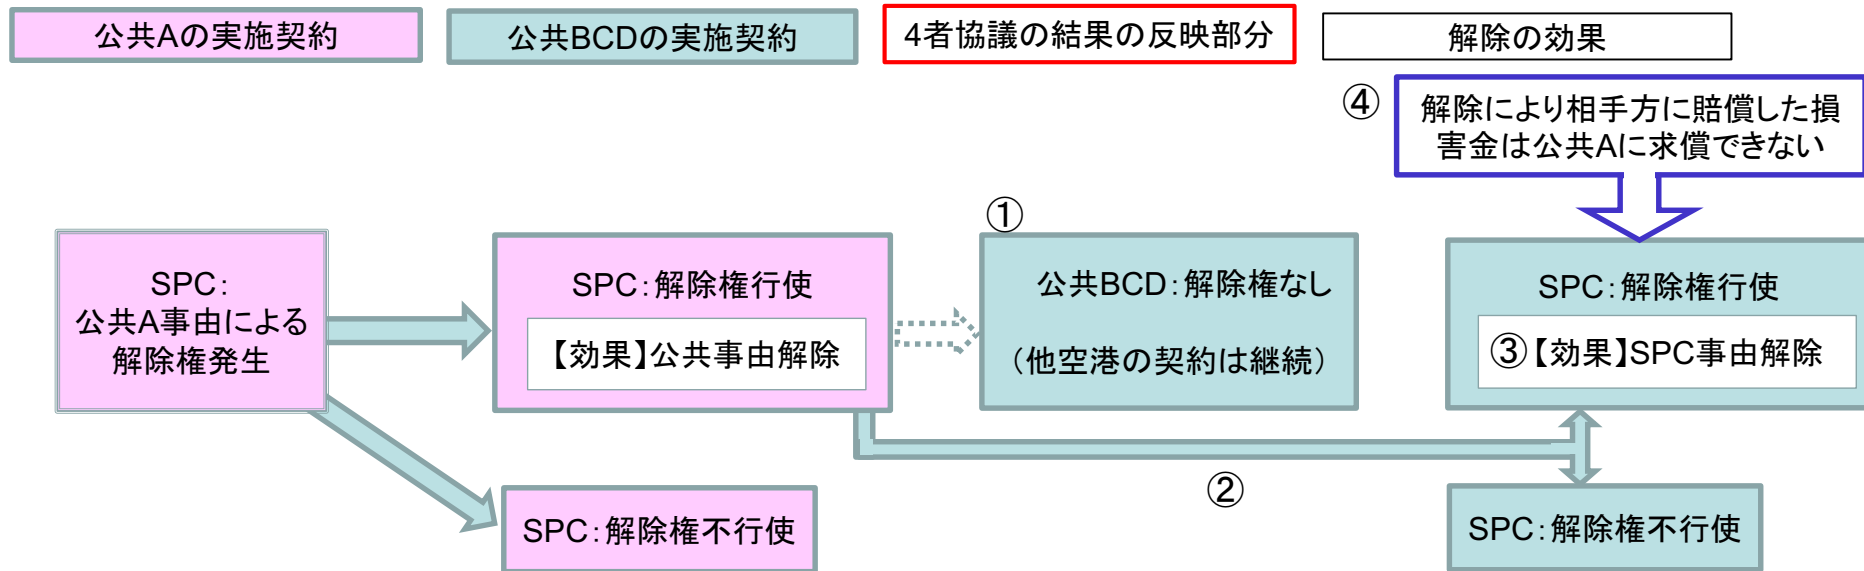 公共Aの実施契約
公共BCDの実施契約
4者協議の結果の反映部分
解除の効果
④
解除により相手方に賠償した損
害金は公共Aに求償できない
①
SPC：
公共A事由による
解除権発生
SPC：解除権行使
【効果】公共事由解除
公共BCD：解除権なし
（他空港の契約は継続）
SPC：解除権行使
③【効果】SPC事由解除
②
SPC：解除権不行使
SPC：解除権不行使